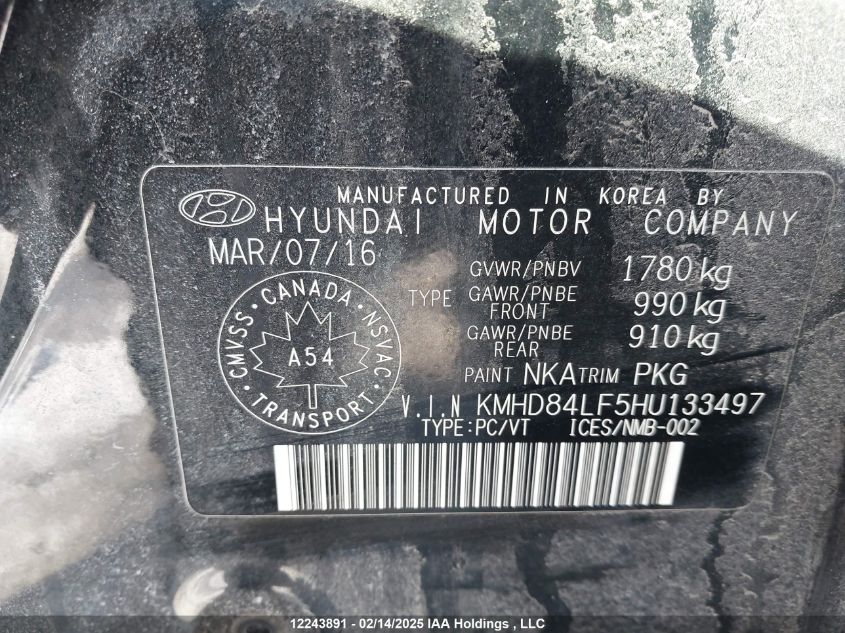 MANUFACTURED IN KOREA BY
HYUNDAI MOTOR COMPANY
MAR/07/16
GVWR/PNBV 1780 kg
TYPE GAWR/PNBE FRONT 990 kg
GAWR/PNBE REAR 910 kg
CMVSS • CANADA • NSVAC • TRANSPORT •
A54
PAINT NKA TRIM PKG
V.I.N KMHD84LF5HU133497
TYPE:PC/VT ICES/NMB-002
12243891 - 02/14/2025 IAA Holdings , LLC